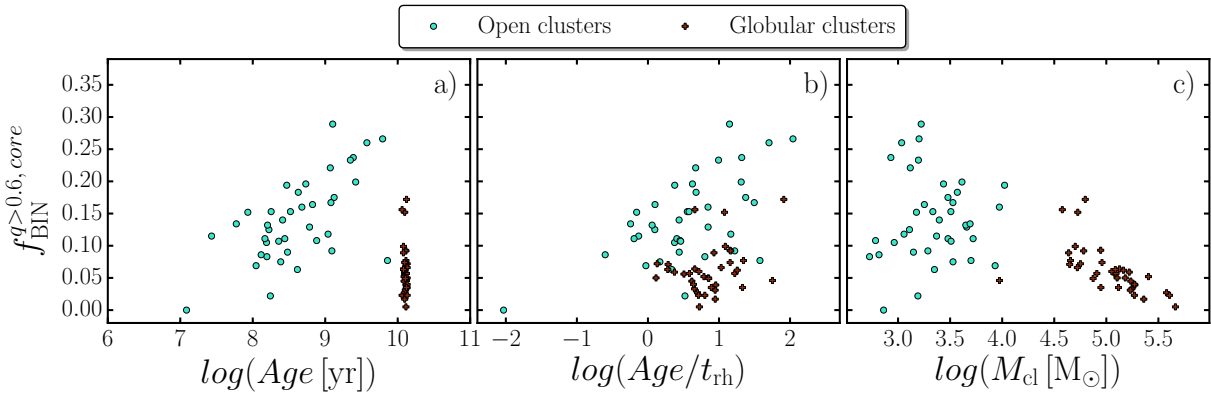 Open clusters Globular clusters
a) b) c)
0.35
0.30
0.25
0.20
0.15
0.10
0.05
0.00
f_BIN^{q>0.6, core}
6 7 8 9 10 11 −2 −1 0 1 2 3.0 3.5 4.0 4.5 5.0 5.5
log(Age [yr]) log(Age/t_rh) log(M_cl [M_⊙])